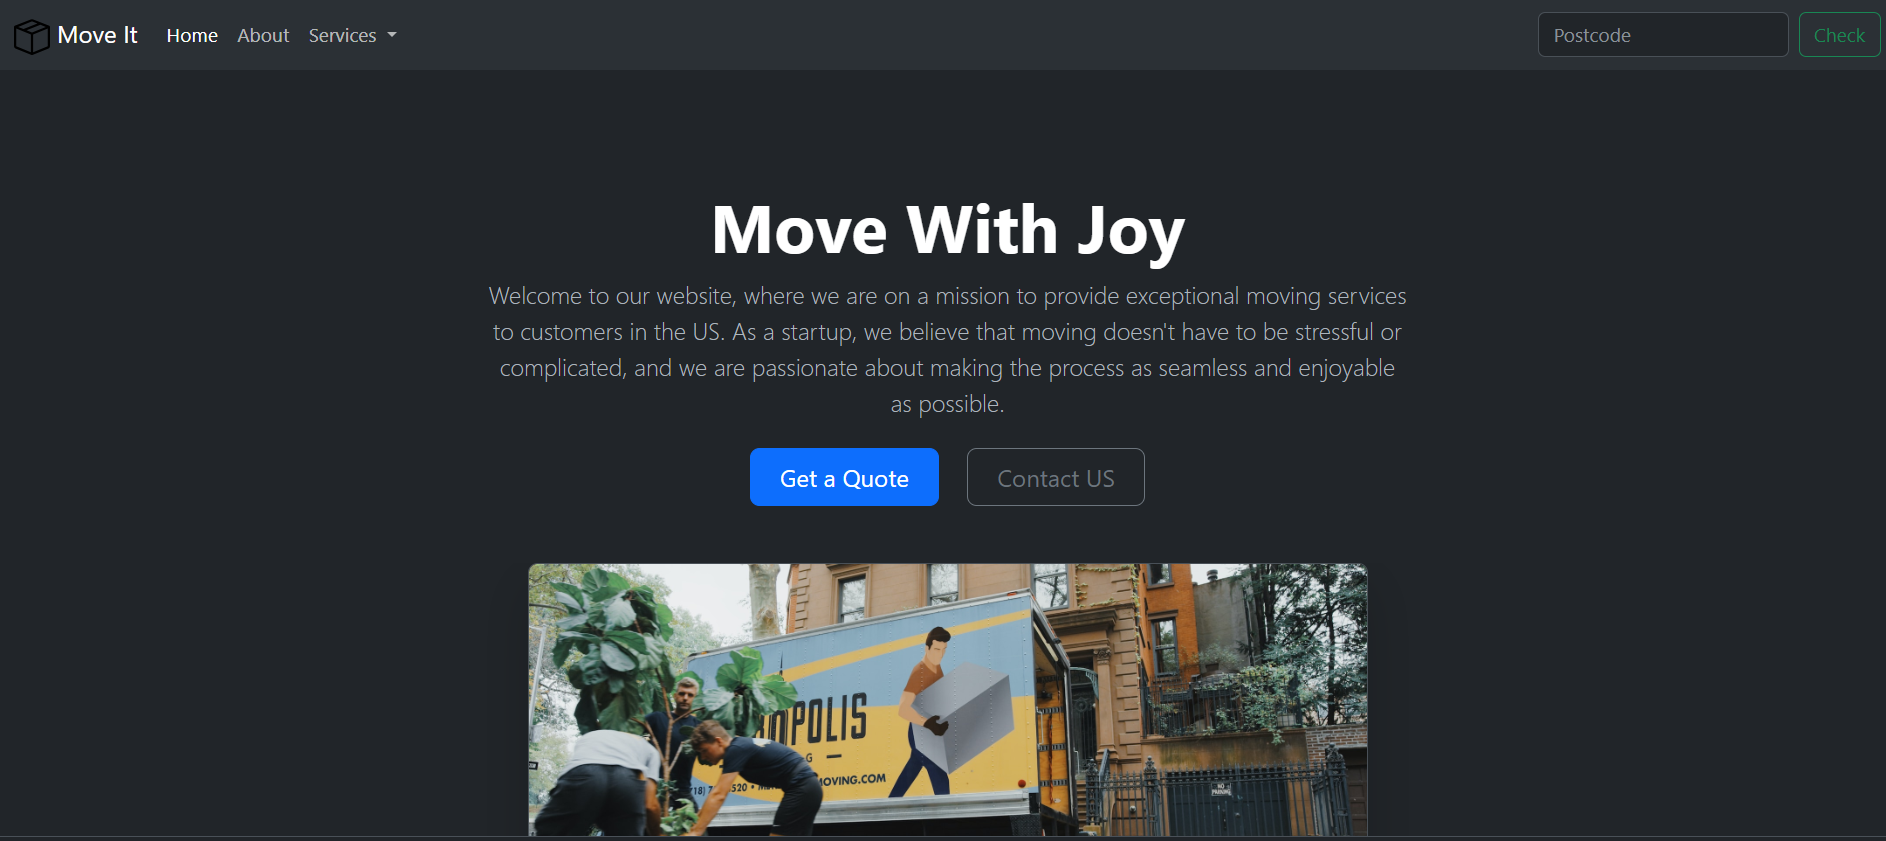 Move It Home About Services Postcode Check
Move With Joy
Welcome to our website, where we are on a mission to provide exceptional moving services
to customers in the US. As a startup, we believe that moving doesn't have to be stressful or
complicated, and we are passionate about making the process as seamless and enjoyable
as possible.
Get a Quote Contact US
POLIS
G
MOVING.COM
NO
PARKING